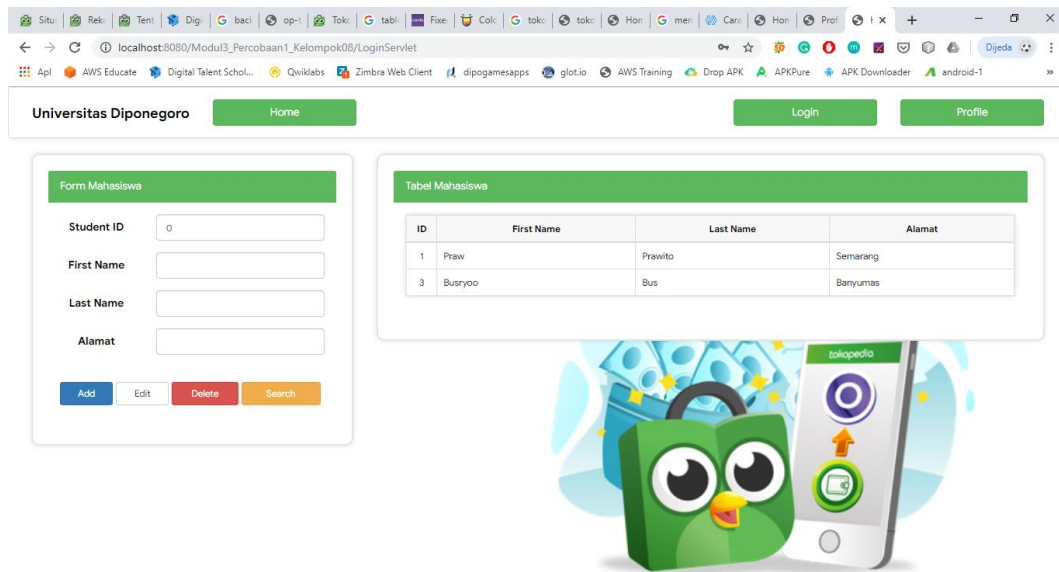 Situ: Reko Tent Digi G back op-t Toko G tabl Fixe Colo G toko toko Hon G men Cara Hon Prof H
localhost:8080/Modul3_Percobaan1_Kelompok08/LoginServlet
Dijeda
Apl AWS Educate Digital Talent Schol... Qwiklabs Zimbra Web Client dipogamesapps glot.io AWS Training Drop APK APKPure APK Downloader android-1 »
Universitas Diponegoro Home Login Profile
Form Mahasiswa
Student ID 0
First Name
Last Name
Alamat
Add Edit Delete Search
Tabel Mahasiswa
ID First Name Last Name Alamat
1 Praw Prawito Semarang
3 Busryoo Bus Banyumas
tokopedia